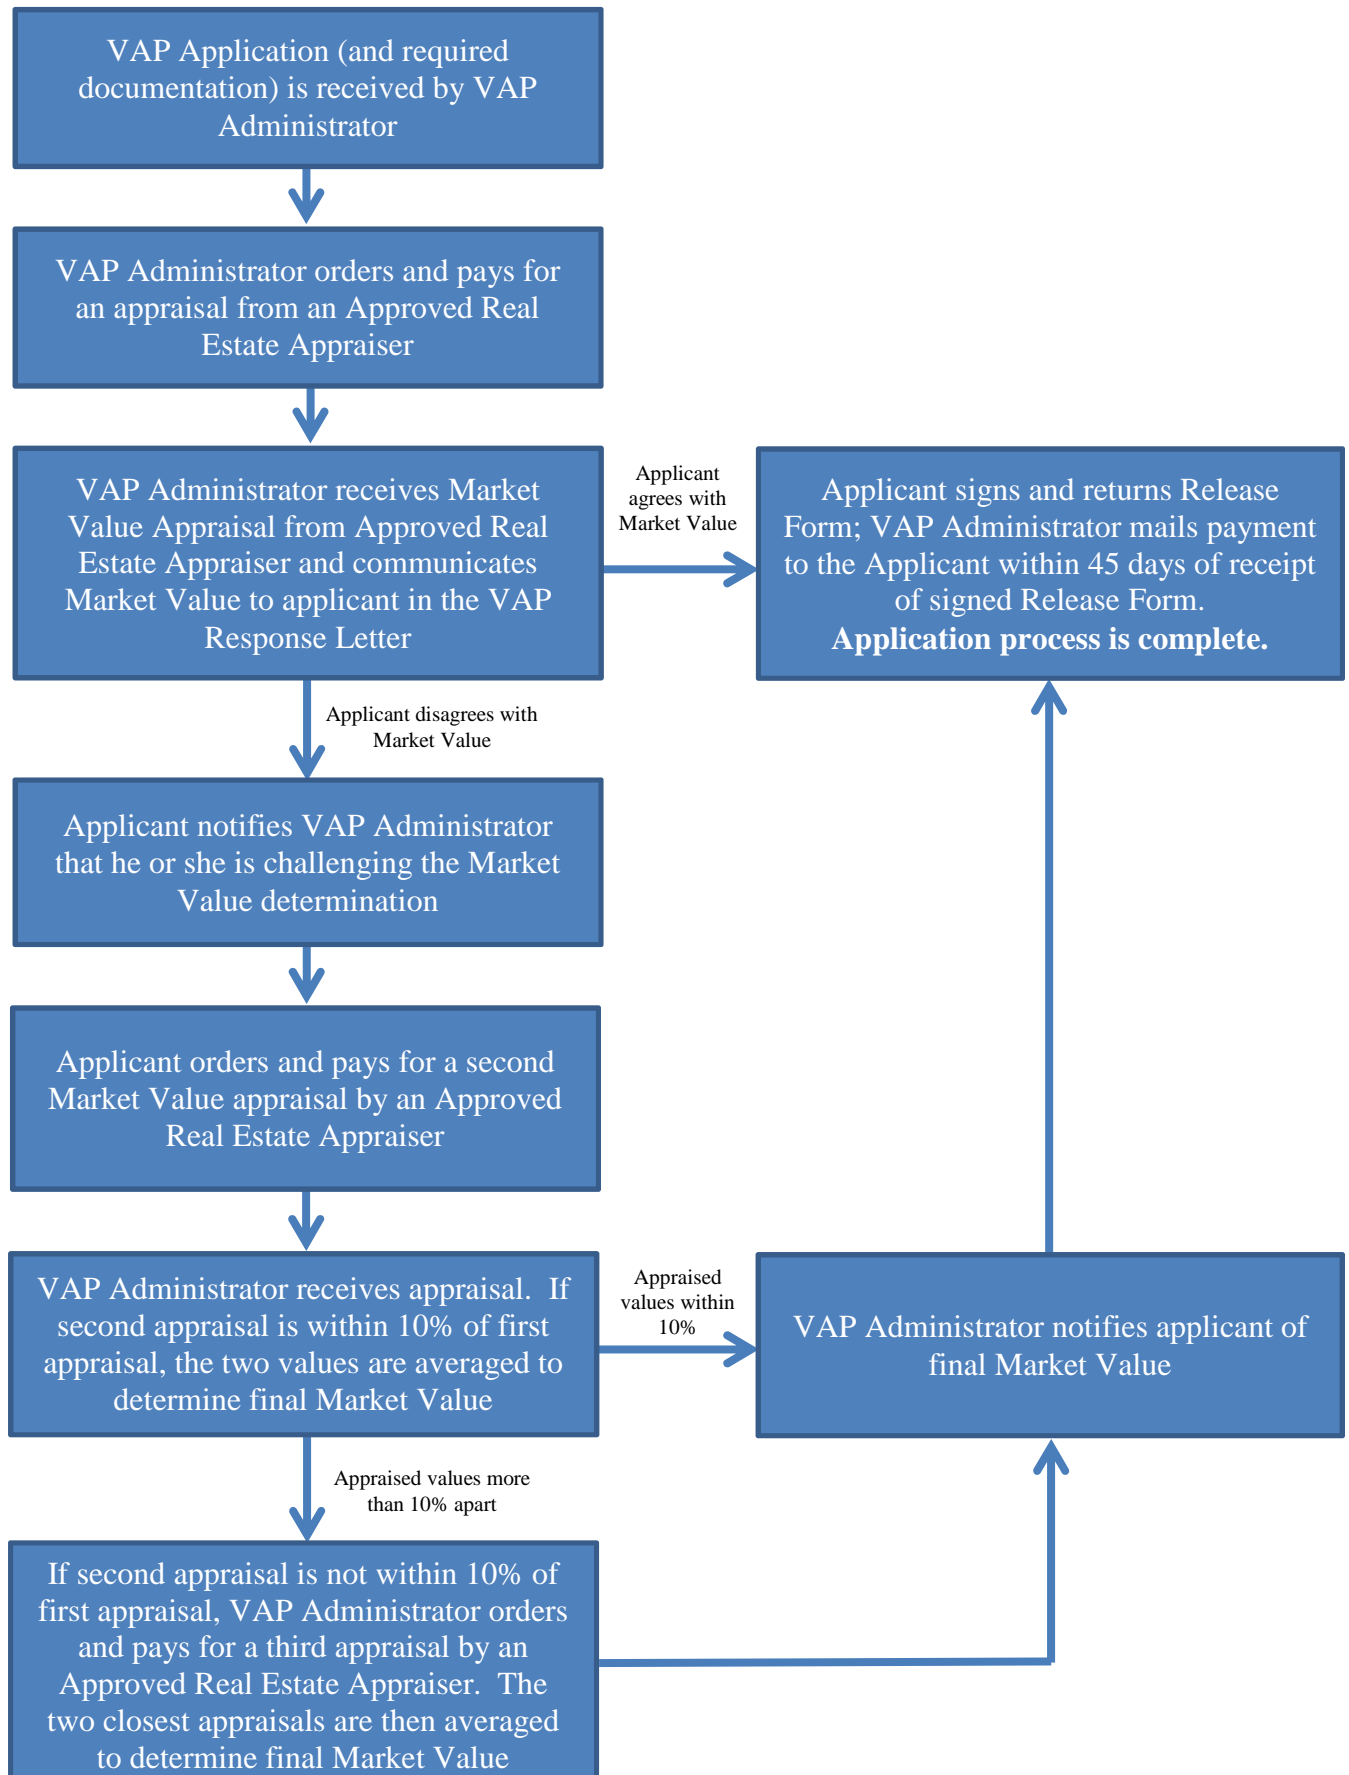 VAP Application (and required
documentation) is received by VAP
Administrator
VAP Administrator orders and pays for
an appraisal from an Approved Real
Estate Appraiser
VAP Administrator receives Market
Value Appraisal from Approved Real
Estate Appraiser and communicates
Market Value to applicant in the VAP
Response Letter
Applicant
agrees with
Market Value
Applicant signs and returns Release
Form; VAP Administrator mails payment
to the Applicant within 45 days of receipt
of signed Release Form.
Application process is complete.
Applicant disagrees with
Market Value
Applicant notifies VAP Administrator
that he or she is challenging the Market
Value determination
Applicant orders and pays for a second
Market Value appraisal by an Approved
Real Estate Appraiser
VAP Administrator receives appraisal.  If
second appraisal is within 10% of first
appraisal, the two values are averaged to
determine final Market Value
Appraised
values within
10%
VAP Administrator notifies applicant of
final Market Value
Appraised values more
than 10% apart
If second appraisal is not within 10% of
first appraisal, VAP Administrator orders
and pays for a third appraisal by an
Approved Real Estate Appraiser.  The
two closest appraisals are then averaged
to determine final Market Value